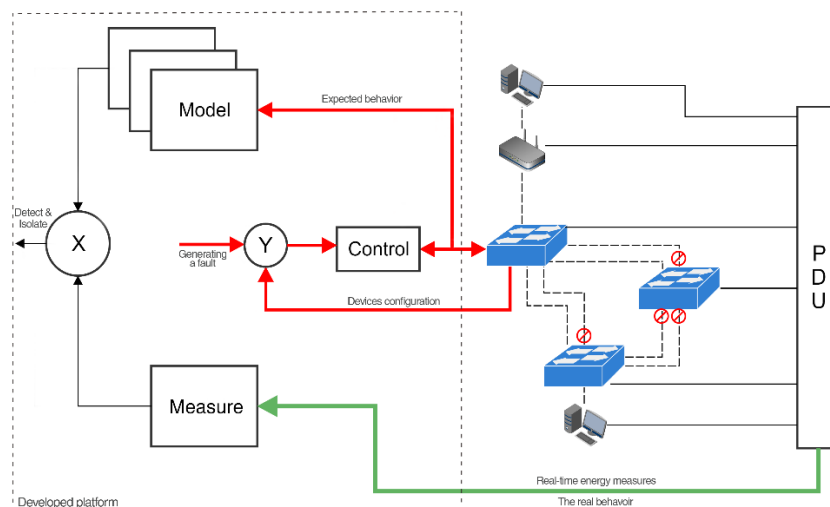 Model
Expected behavior
Detect &
Isolate
X
Generating
a fault
Y
Control
Devices configuration
P
D
U
Measure
Real-time energy measures
The real behavoir
Developed platform